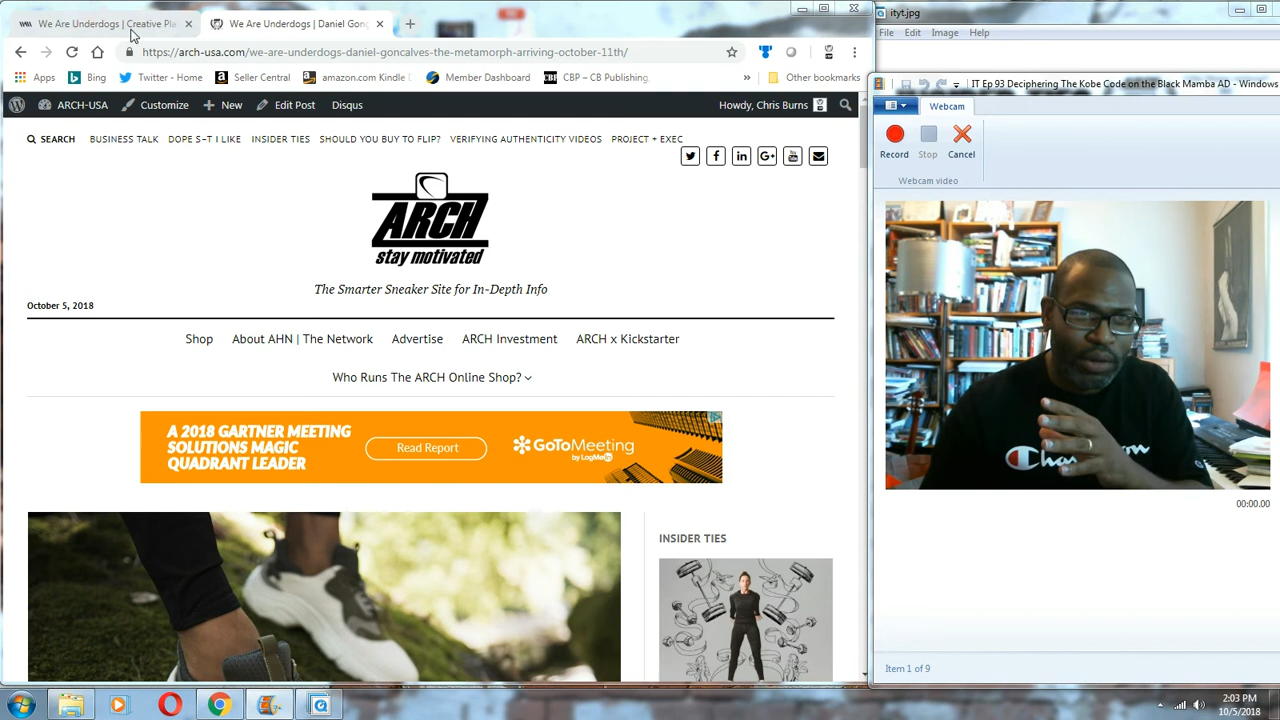 We Are Underdogs | Creative Pi
We Are Underdogs | Daniel Gonç
https://arch-usa.com/we-are-underdogs-daniel-goncalves-the-metamorph-arriving-october-11th/
Apps
Bing
Twitter - Home
Seller Central
amazon.com Kindle D
Member Dashboard
CBP – CB Publishing
»
Other bookmarks
ARCH-USA
Customize
New
Edit Post
Disqus
Howdy, Chris Burns
SEARCH
BUSINESS TALK
DOPE S–T I LIKE
INSIDER TIES
SHOULD YOU BUY TO FLIP?
VERIFYING AUTHENTICITY VIDEOS
PROJECT + EXEC
ARCH
stay motivated
The Smarter Sneaker Site for In-Depth Info
October 5, 2018
Shop
About AHN | The Network
Advertise
ARCH Investment
ARCH x Kickstarter
Who Runs The ARCH Online Shop?
A 2018 GARTNER MEETING
SOLUTIONS MAGIC
QUADRANT LEADER
Read Report
GoToMeeting
by LogMeIn
INSIDER TIES
ityt.jpg
File
Edit
Image
Help
IT Ep 93 Deciphering The Kobe Code on the Black Mamba AD - Windows
Webcam
Record
Stop
Cancel
Webcam video
Champion
00:00.00
Item 1 of 9
2:03 PM
10/5/2018